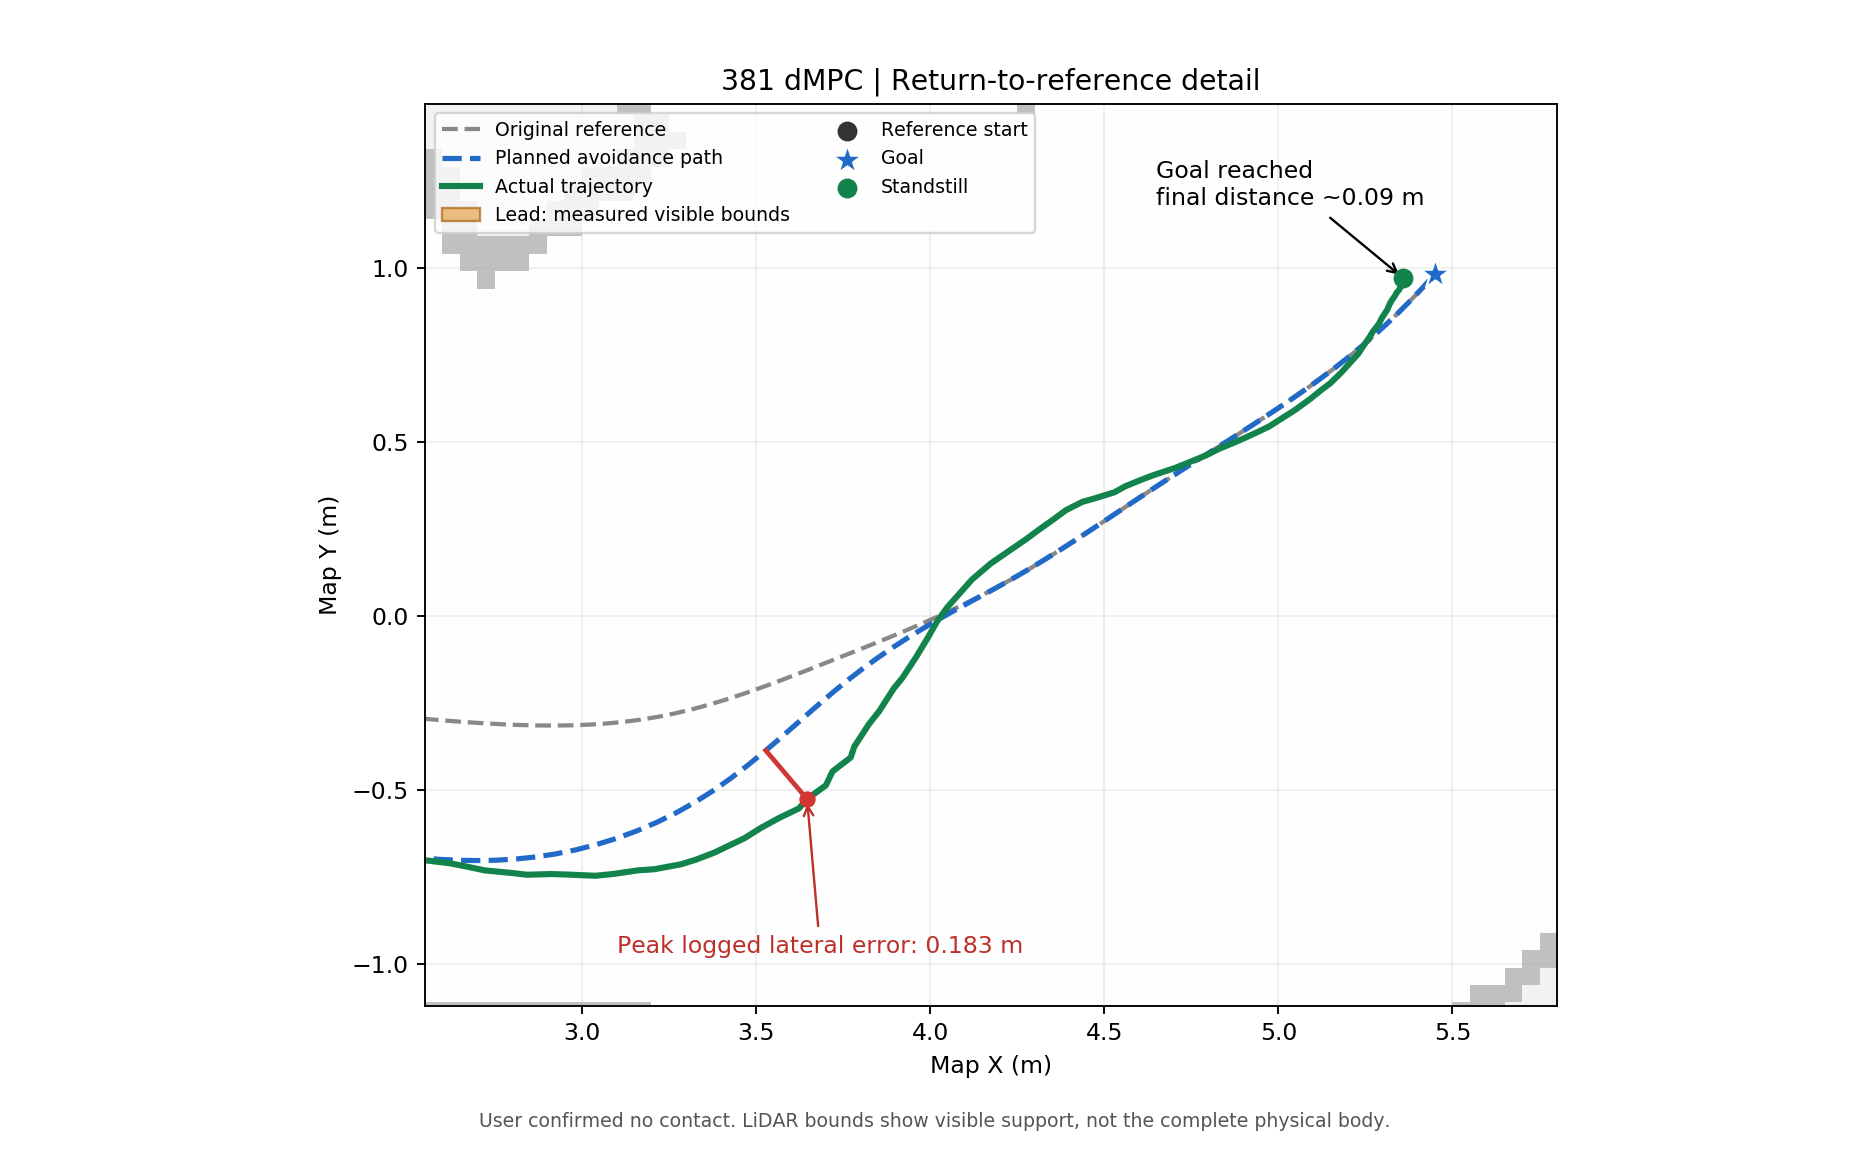 381 dMPC | Return-to-reference detail
Original reference
Planned avoidance path
Actual trajectory
Lead: measured visible bounds
Reference start
Goal
Standstill
Goal reached
final distance ~0.09 m
Peak logged lateral error: 0.183 m
Map Y (m)
1.0
0.5
0.0
−0.5
−1.0
3.0
3.5
4.0
4.5
5.0
5.5
Map X (m)
User confirmed no contact. LiDAR bounds show visible support, not the complete physical body.